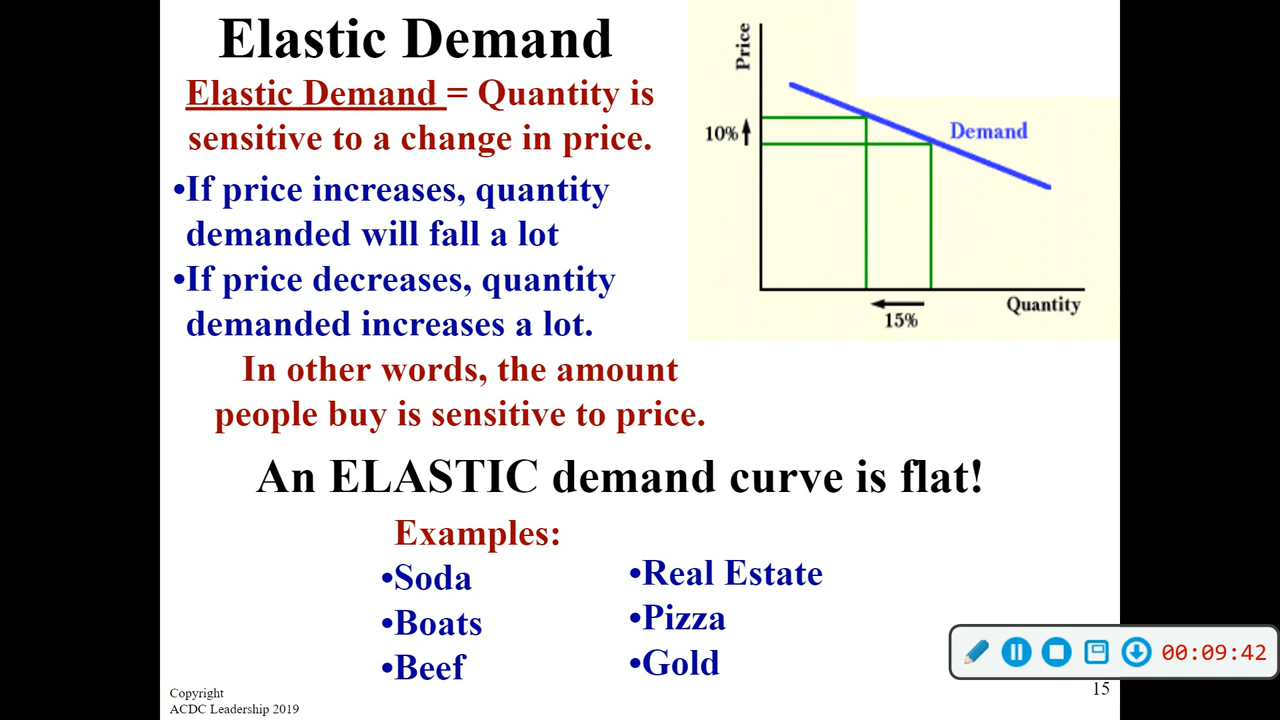 Elastic Demand
Elastic Demand = Quantity is
sensitive to a change in price.
•If price increases, quantity
demanded will fall a lot
•If price decreases, quantity
demanded increases a lot.
In other words, the amount
people buy is sensitive to price.
Price
10%
Demand
Quantity
15%
An ELASTIC demand curve is flat!
Examples:
•Soda
•Boats
•Beef
•Real Estate
•Pizza
•Gold
00:09:42
15
Copyright
ACDC Leadership 2019